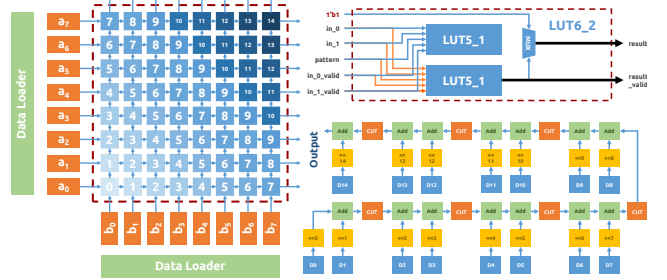 Data Loader
a7 7 8 9 10 11 12 13 14
a6 6 7 8 9 10 11 12 13
a5 5 6 7 8 9 10 11 12
a4 4 5 6 7 8 9 10 11
a3 3 4 5 6 7 8 9 10
a2 2 3 4 5 6 7 8 9
a1 1 2 3 4 5 6 7 8
a0 0 1 2 3 4 5 6 7
b0 b1 b2 b3 b4 b5 b6 b7
Data Loader
1'b1
in_0
in_1
pattern
in_0_valid
in_1_valid
LUT5_1
LUT5_1
MUX
LUT6_2
result
result
_valid
Output
Add CUT Add Add CUT Add Add CUT Add Add
<<14 <<13 <<12 <<11 <<10 <<9 <<8
D14 D13 D12 D11 D10 D9 D8
Add CUT Add Add CUT Add Add CUT Add Add CUT
<<0 <<1 <<2 <<3 <<4 <<5 <<6 <<7
D0 D1 D2 D3 D4 D5 D6 D7